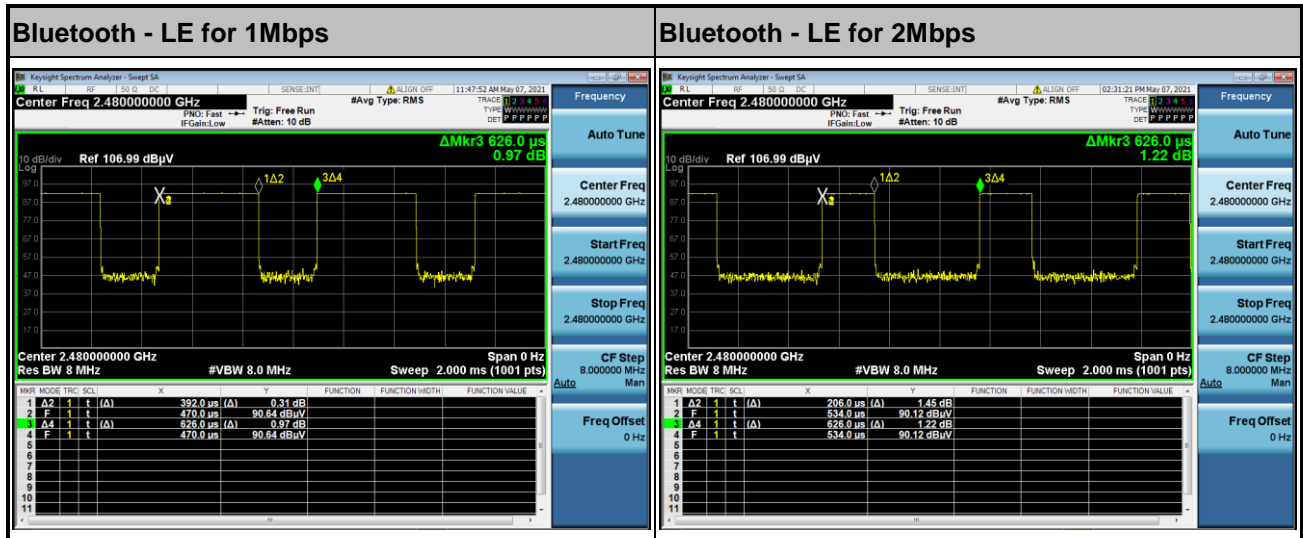 Bluetooth - LE for 1Mbps
Keysight Spectrum Analyzer - Swept SA
RL RF 50 Ω DC SENSE:INT ALIGN OFF 11:47:52 AM May 07, 2021
Center Freq 2.480000000 GHz #Avg Type: RMS TRACE 1 2 3 4 5 6
PNO: Fast Trig: Free Run TYPE
IFGain:Low #Atten: 10 dB DET P P P P P P
ΔMkr3 626.0 µs
0.97 dB
10 dB/div Ref 106.99 dBµV
Log
97.0
87.0
77.0
67.0
57.0
47.0
37.0
27.0
17.0
1Δ2
3Δ4
Center 2.480000000 GHz Span 0 Hz
Res BW 8 MHz #VBW 8.0 MHz Sweep 2.000 ms (1001 pts)
MKR MODE TRC SCL X Y FUNCTION FUNCTION WIDTH FUNCTION VALUE
1 Δ2 1 t (Δ) 392.0 µs (Δ) 0.31 dB
2 F 1 t 470.0 µs 90.64 dBµV
3 Δ4 1 t (Δ) 626.0 µs (Δ) 0.97 dB
4 F 1 t 470.0 µs 90.64 dBµV
5
6
7
8
9
10
11
Frequency
Auto Tune
Center Freq
2.480000000 GHz
Start Freq
2.480000000 GHz
Stop Freq
2.480000000 GHz
CF Step
8.000000 MHz
Auto Man
Freq Offset
0 Hz
Bluetooth - LE for 2Mbps
Keysight Spectrum Analyzer - Swept SA
RL RF 50 Ω DC SENSE:INT ALIGN OFF 02:31:21 PM May 07, 2021
Center Freq 2.480000000 GHz #Avg Type: RMS TRACE 1 2 3 4 5 6
PNO: Fast Trig: Free Run TYPE
IFGain:Low #Atten: 10 dB DET P P P P P P
ΔMkr3 626.0 µs
1.22 dB
10 dB/div Ref 106.99 dBµV
Log
97.0
87.0
77.0
67.0
57.0
47.0
37.0
27.0
17.0
1Δ2
3Δ4
Center 2.480000000 GHz Span 0 Hz
Res BW 8 MHz #VBW 8.0 MHz Sweep 2.000 ms (1001 pts)
MKR MODE TRC SCL X Y FUNCTION FUNCTION WIDTH FUNCTION VALUE
1 Δ2 1 t (Δ) 206.0 µs (Δ) 1.45 dB
2 F 1 t 534.0 µs 90.12 dBµV
3 Δ4 1 t (Δ) 626.0 µs (Δ) 1.22 dB
4 F 1 t 534.0 µs 90.12 dBµV
5
6
7
8
9
10
11
Frequency
Auto Tune
Center Freq
2.480000000 GHz
Start Freq
2.480000000 GHz
Stop Freq
2.480000000 GHz
CF Step
8.000000 MHz
Auto Man
Freq Offset
0 Hz